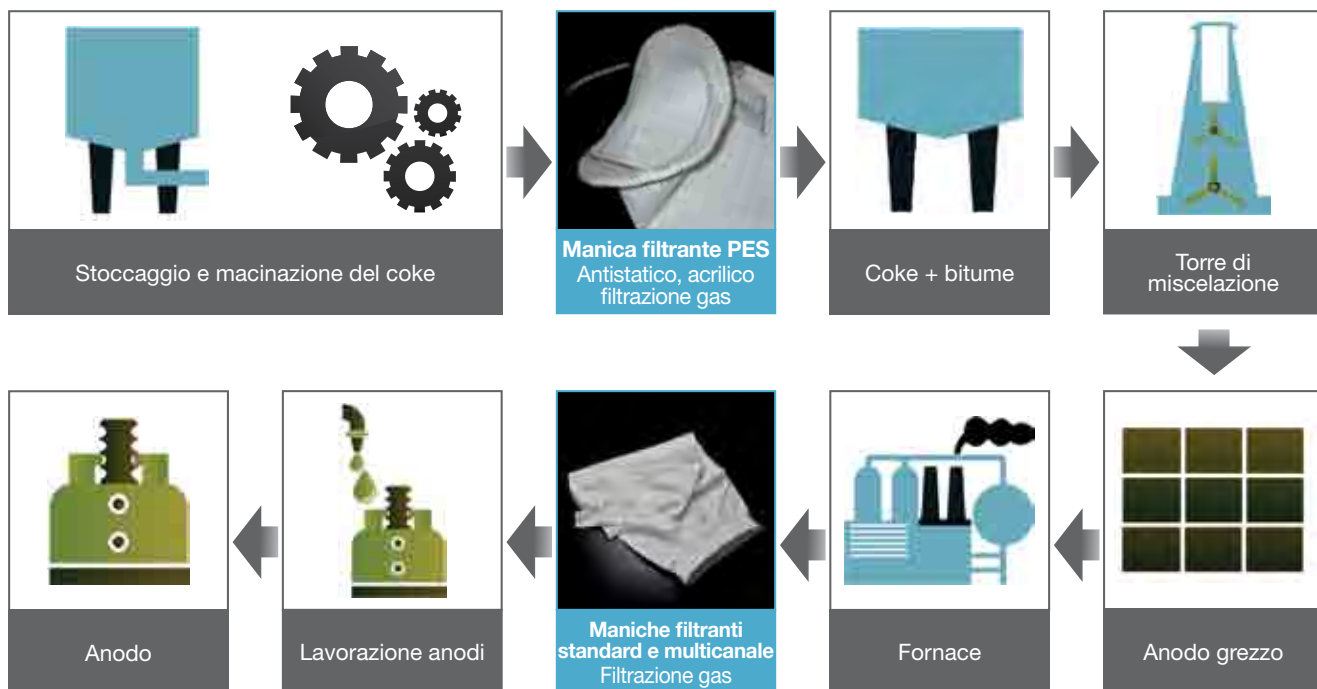 Stoccaggio e macinazione del coke
Manica filtrante PES
Antistatico, acrilico
filtrazione gas
Coke + bitume
Torre di
miscelazione
Anodo
Lavorazione anodi
Maniche filtranti
standard e multicanale
Filtrazione gas
Fornace
Anodo grezzo